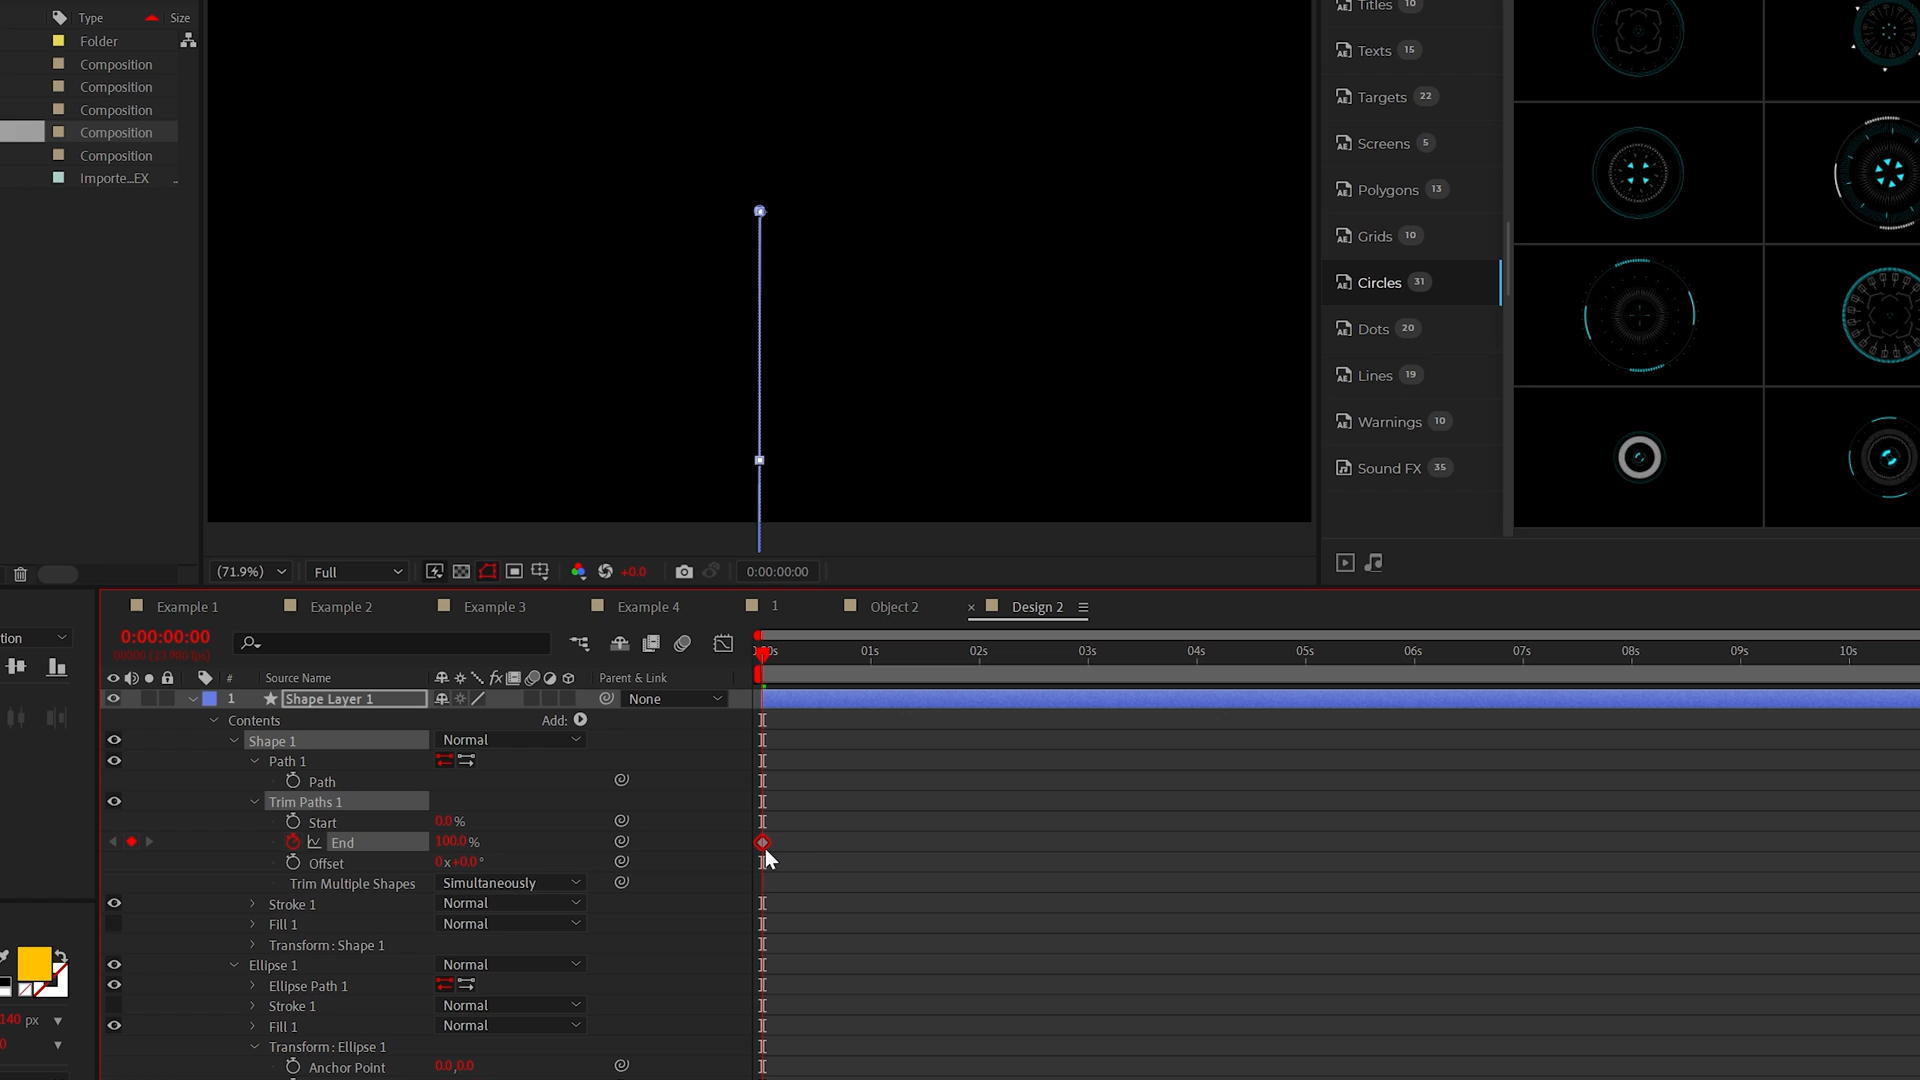 Type Size
Folder
Composition
Composition
Composition
Composition
Composition
Importe...EX
Titles 10
Texts 15
Targets 22
Screens 5
Polygons 13
Grids 10
Circles 31
Dots 20
Lines 19
Warnings 10
Sound FX 35
(71.9%) Full +0.0 0:00:00:00
Example 1 Example 2 Example 3 Example 4 1 Object 2 × Design 2
tion
0:00:00:00
01s 02s 03s 04s 05s 06s 07s 08s 09s 10s
# Source Name fx Parent & Link
1 Shape Layer 1 None
Contents Add:
Shape 1 Normal
Path 1
Path
Trim Paths 1
Start 0.0%
End 100.0%
Offset 0x+0.0°
Trim Multiple Shapes Simultaneously
Stroke 1 Normal
Fill 1 Normal
Transform: Shape 1
Ellipse 1 Normal
Ellipse Path 1
Stroke 1 Normal
Fill 1 Normal
Transform: Ellipse 1
Anchor Point 0.0,0.0
140 px
0